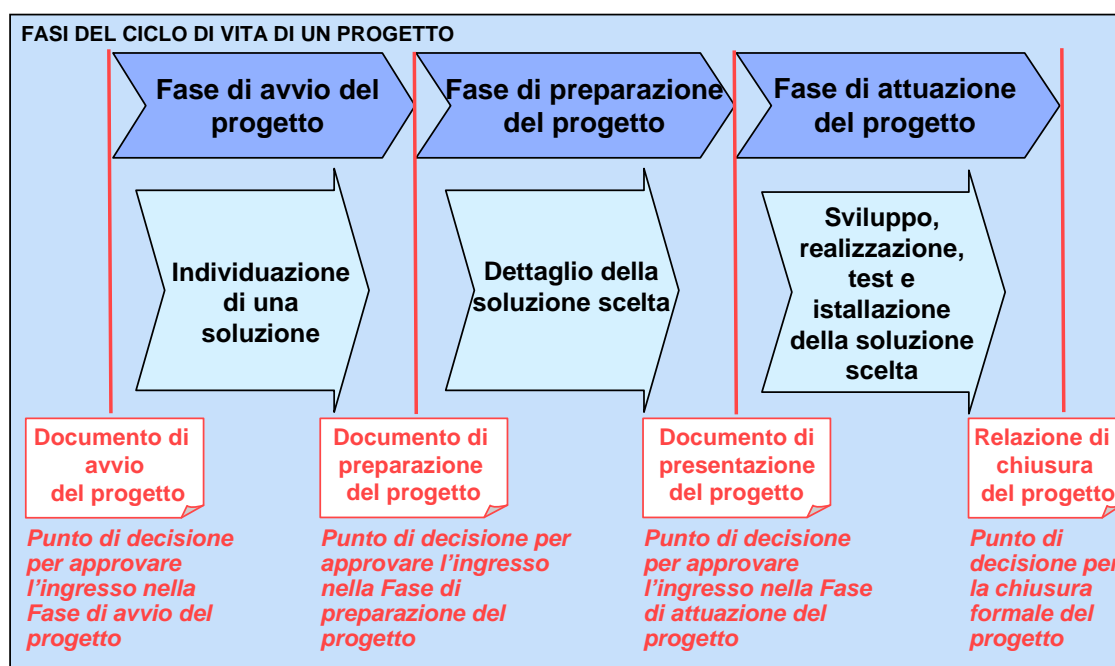 FASI DEL CICLO DI VITA DI UN PROGETTO
Fase di avvio del
progetto
Fase di preparazione
del progetto
Fase di attuazione
del progetto
Individuazione
di una
soluzione
Dettaglio della
soluzione scelta
Sviluppo,
realizzazione,
test e
istallazione
della soluzione
scelta
Documento di
avvio
del progetto
Documento di
preparazione
del progetto
Documento di
presentazione
del progetto
Relazione di
chiusura
del progetto
Punto di decisione
per approvare
l’ingresso nella
Fase di avvio del
progetto
Punto di decisione per
approvare l’ingresso
nella Fase di
preparazione del
progetto
Punto di decisione
per approvare
l’ingresso nella Fase
di attuazione del
progetto
Punto di
decisione per
la chiusura
formale del
progetto